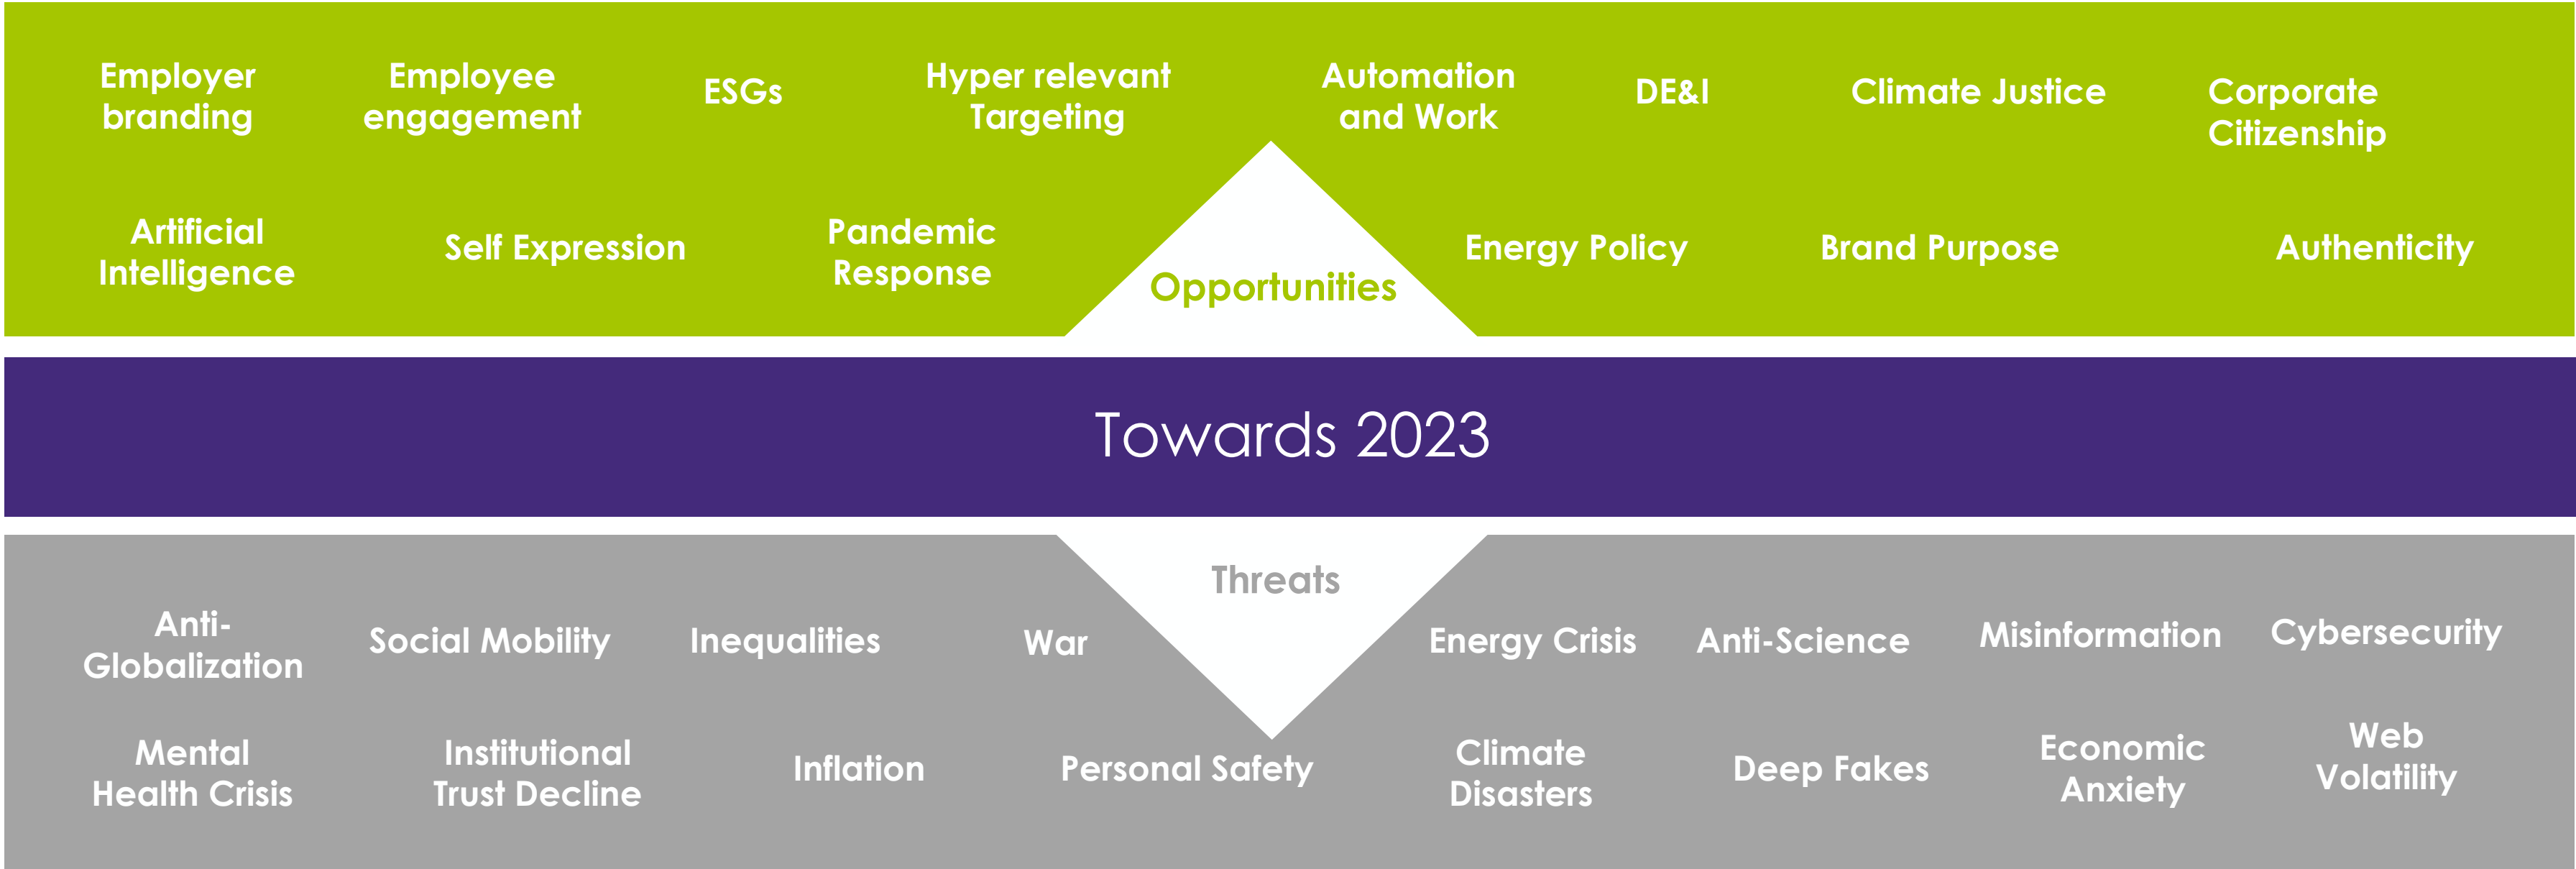 Employer
branding
Employee
engagement
ESGs
Hyper relevant
Targeting
Automation
and Work
DE&I
Climate Justice
Corporate
Citizenship
Artificial
Intelligence
Self Expression
Pandemic
Response
Opportunities
Energy Policy
Brand Purpose
Authenticity
Towards 2023
Threats
Anti-
Globalization
Social Mobility
Inequalities
War
Energy Crisis
Anti-Science
Misinformation
Cybersecurity
Mental
Health Crisis
Institutional
Trust Decline
Inflation
Personal Safety
Climate
Disasters
Deep Fakes
Economic
Anxiety
Web
Volatility